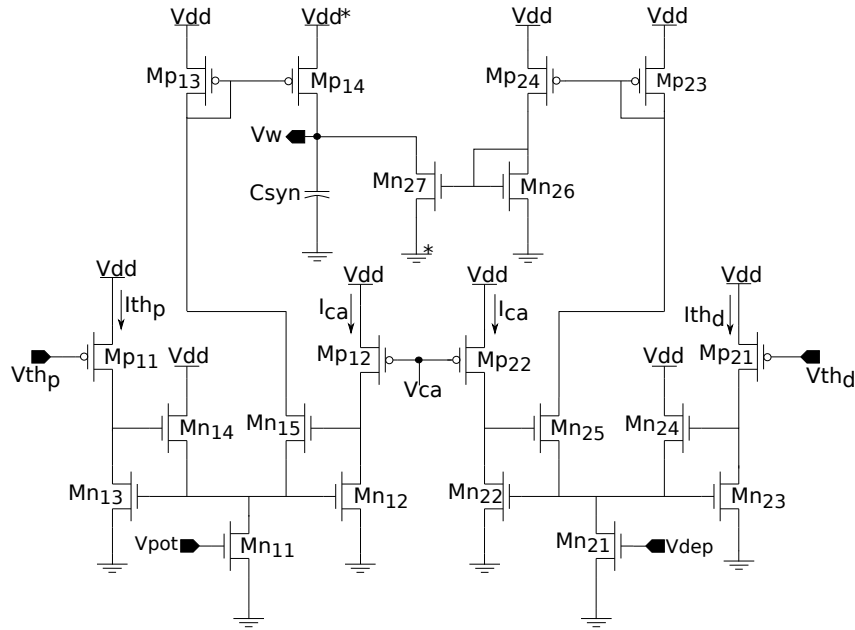 Vdd Vdd* Vdd Vdd
Mp13 Mp14 Mp24 Mp23
Vw
Csyn Mn27 Mn26
*
Vdd Vdd Vdd Vdd
Ithp Ica Ica Ithd
Mp11 Vdd Mp12 Mp22 Vdd Mp21
Vthp Vca Vthd
Mn14 Mn15 Mn25 Mn24
Mn13 Mn12 Mn22 Mn23
Vpot Mn11 Mn21 Vdep